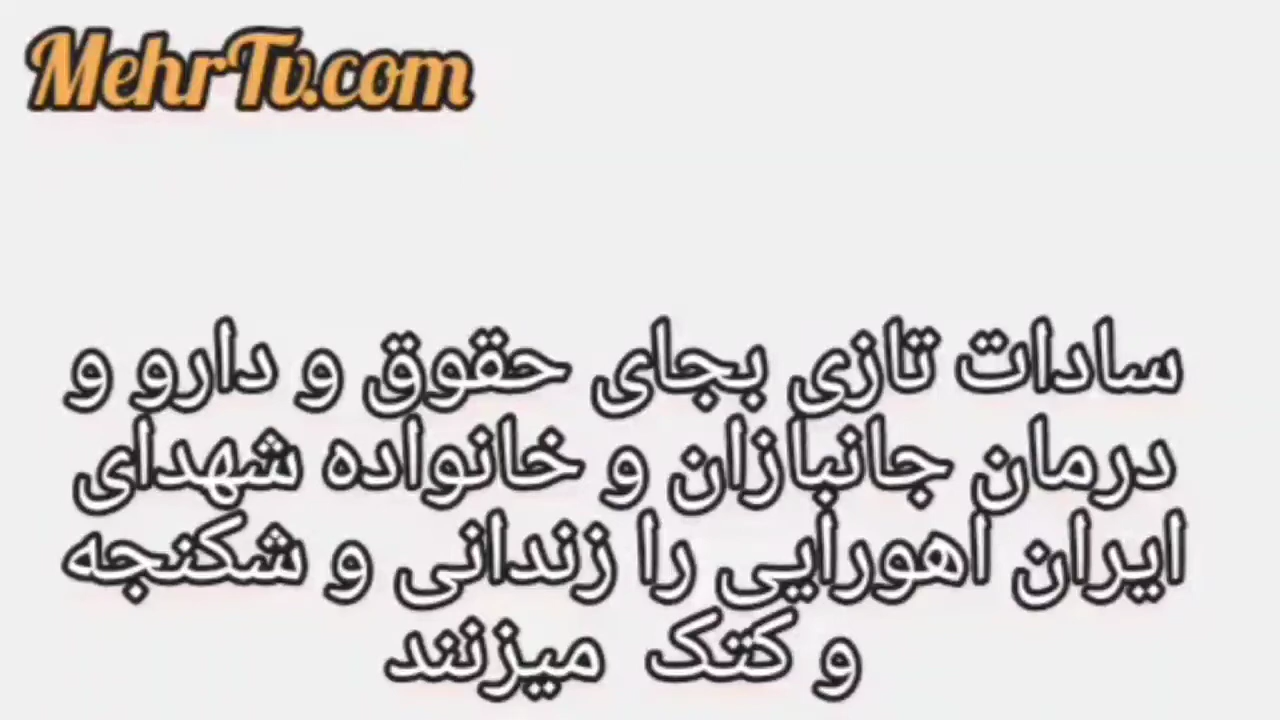 MehrTv.com
سادات تازی بجای حقوق و دارو و
درمان جانبازان و خانواده شهدای
ایران اهورایی را زندانی و شکنجه
و کتک میزنند